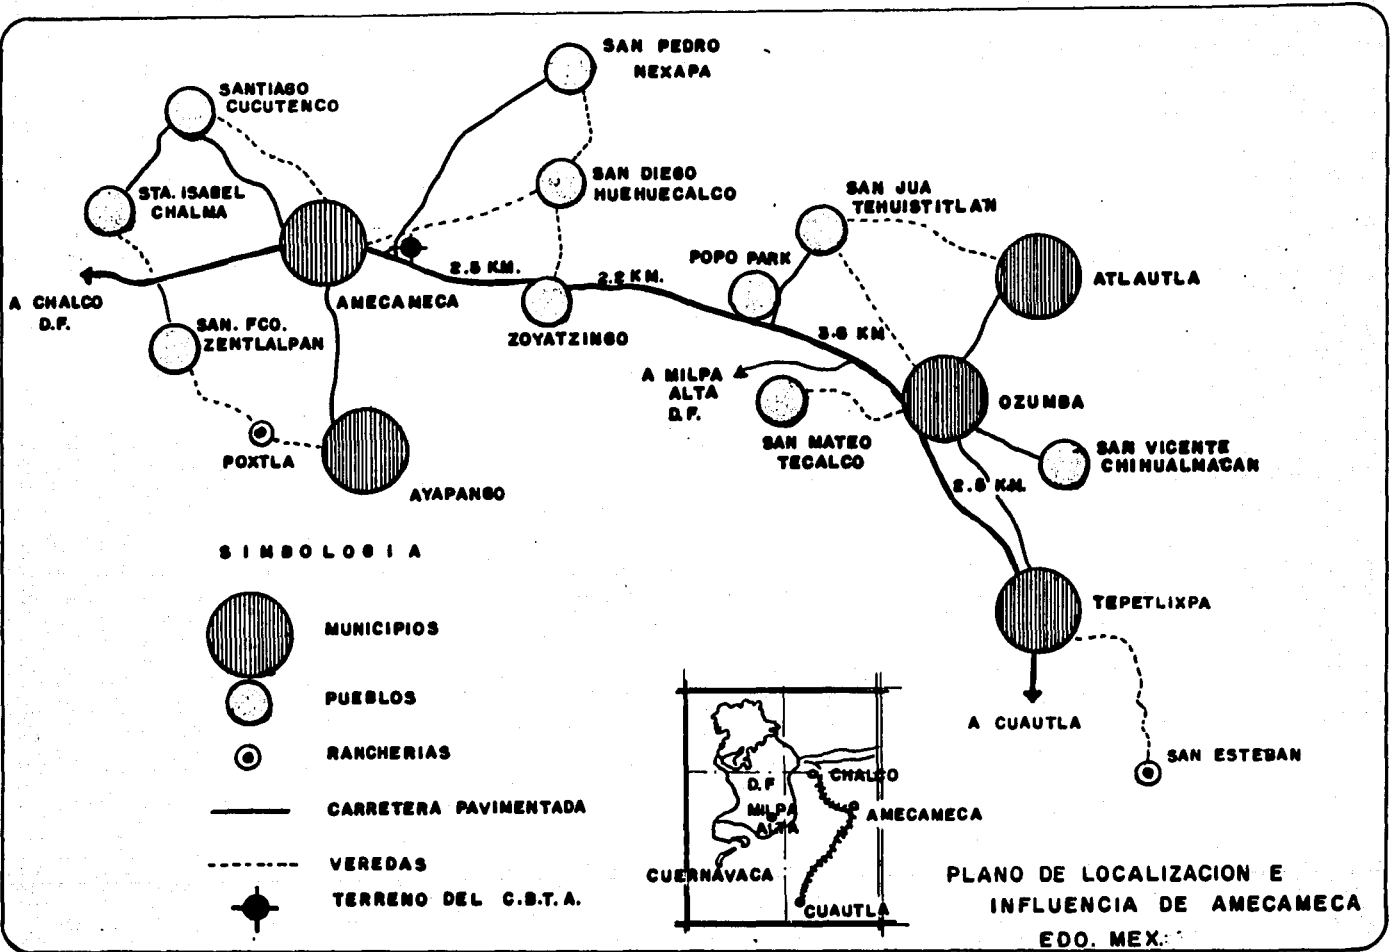 SAN PEDRO
NEXAPA
SANTIAGO
CUCUTENCO
SAN DIEGO
HUEHUECALCO
STA. ISABEL
CHALMA
SAN JUA
TEHUISTITLAN
POPO PARK
ATLAUTLA
2.5 KM.
2.2 KM.
A CHALCO
D.F.
AMECAMECA
SAN. FCO.
ZENTLALPAN
ZOYATZINGO
3.6 KM
A MILPA
ALTA
D.F.
OZUMBA
SAN MATEO
TECALCO
SAN VICENTE
CHIHUALMACAN
POXTLA
AYAPANGO
2.5 KM.
SIMBOLOGIA
MUNICIPIOS
PUEBLOS
RANCHERIAS
CARRETERA PAVIMENTADA
VEREDAS
TERRENO DEL C.B.T.A.
TEPETLIXPA
A CUAUTLA
SAN ESTEBAN
CHALCO
D.F
MILPA
ALTA
AMECAMECA
CUERNAVACA
CUAUTLA
PLANO DE LOCALIZACION E
INFLUENCIA DE AMECAMECA
EDO. MEX.